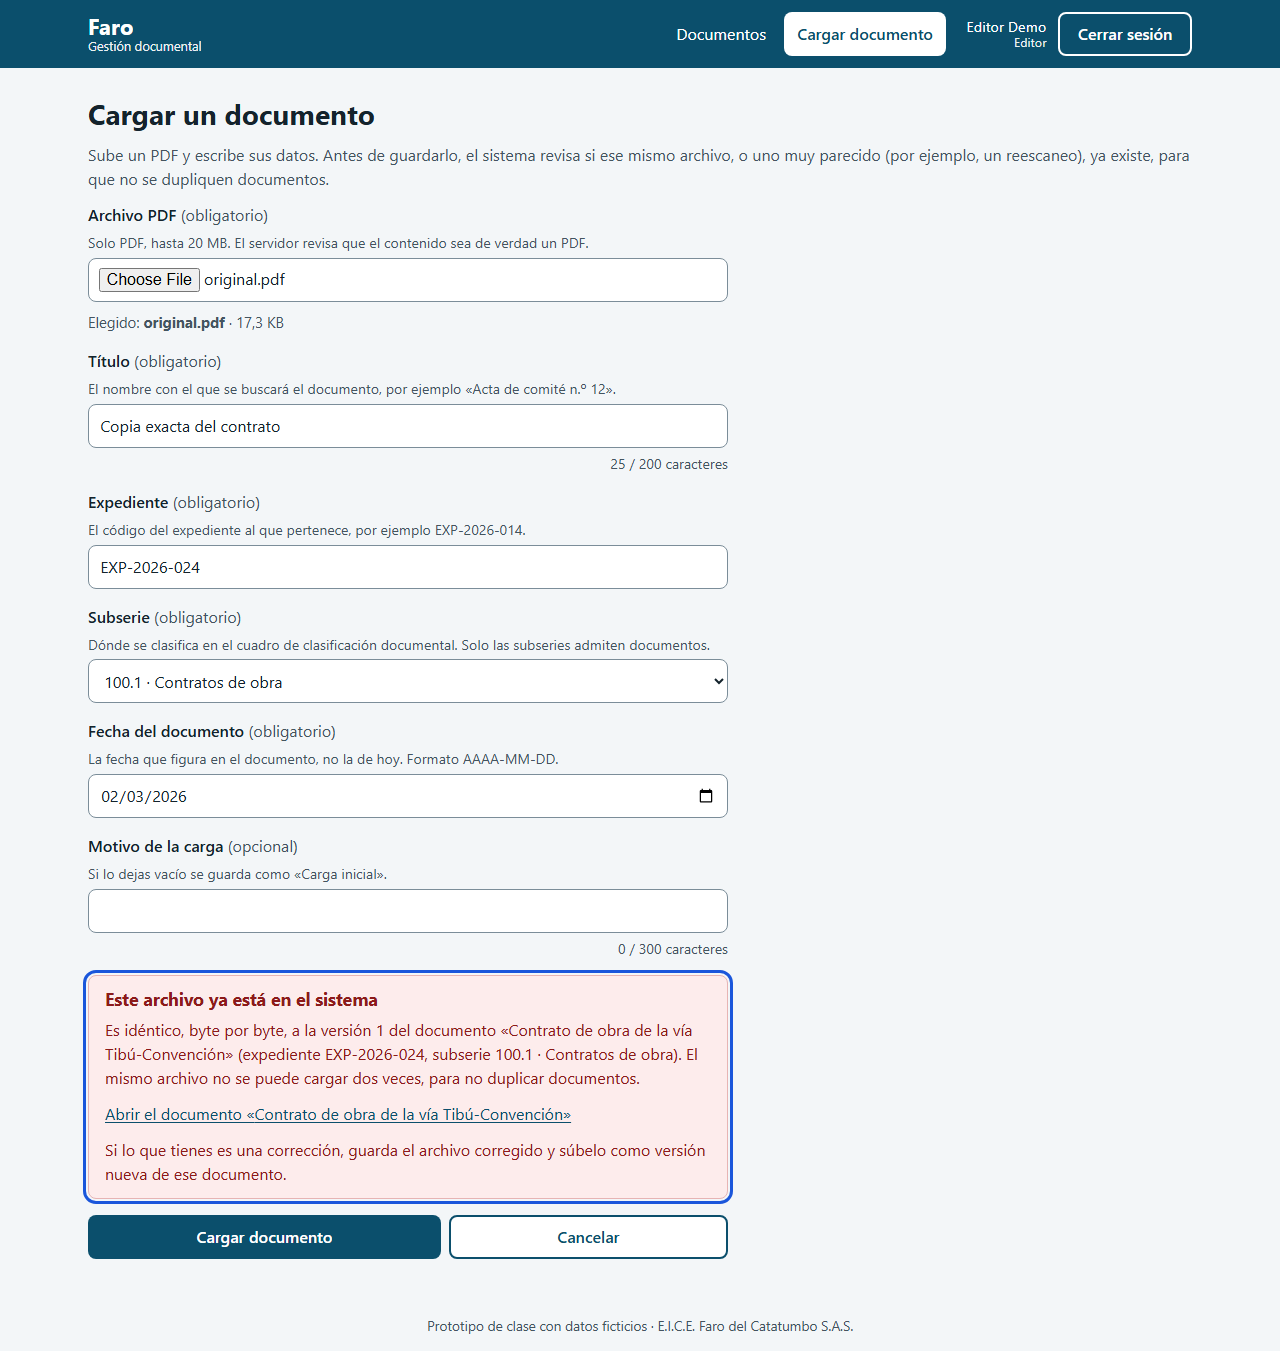 Faro
Gestión documental
Documentos
Cargar documento
Editor Demo
Editor
Cerrar sesión
Cargar un documento
Sube un PDF y escribe sus datos. Antes de guardarlo, el sistema revisa si ese mismo archivo, o uno muy parecido (por ejemplo, un reescaneo), ya existe, para
que no se dupliquen documentos.
Archivo PDF (obligatorio)
Solo PDF, hasta 20 MB. El servidor revisa que el contenido sea de verdad un PDF.
Choose File original.pdf
Elegido: original.pdf · 17,3 KB
Título (obligatorio)
El nombre con el que se buscará el documento, por ejemplo «Acta de comité n.º 12».
Copia exacta del contrato
25 / 200 caracteres
Expediente (obligatorio)
El código del expediente al que pertenece, por ejemplo EXP-2026-014.
EXP-2026-024
Subserie (obligatorio)
Dónde se clasifica en el cuadro de clasificación documental. Solo las subseries admiten documentos.
100.1 · Contratos de obra
Fecha del documento (obligatorio)
La fecha que figura en el documento, no la de hoy. Formato AAAA-MM-DD.
02/03/2026
Motivo de la carga (opcional)
Si lo dejas vacío se guarda como «Carga inicial».
0 / 300 caracteres
Este archivo ya está en el sistema
Es idéntico, byte por byte, a la versión 1 del documento «Contrato de obra de la vía
Tibú-Convención» (expediente EXP-2026-024, subserie 100.1 · Contratos de obra). El
mismo archivo no se puede cargar dos veces, para no duplicar documentos.
Abrir el documento «Contrato de obra de la vía Tibú-Convención»
Si lo que tienes es una corrección, guarda el archivo corregido y súbelo como versión
nueva de ese documento.
Cargar documento
Cancelar
Prototipo de clase con datos ficticios · E.I.C.E. Faro del Catatumbo S.A.S.